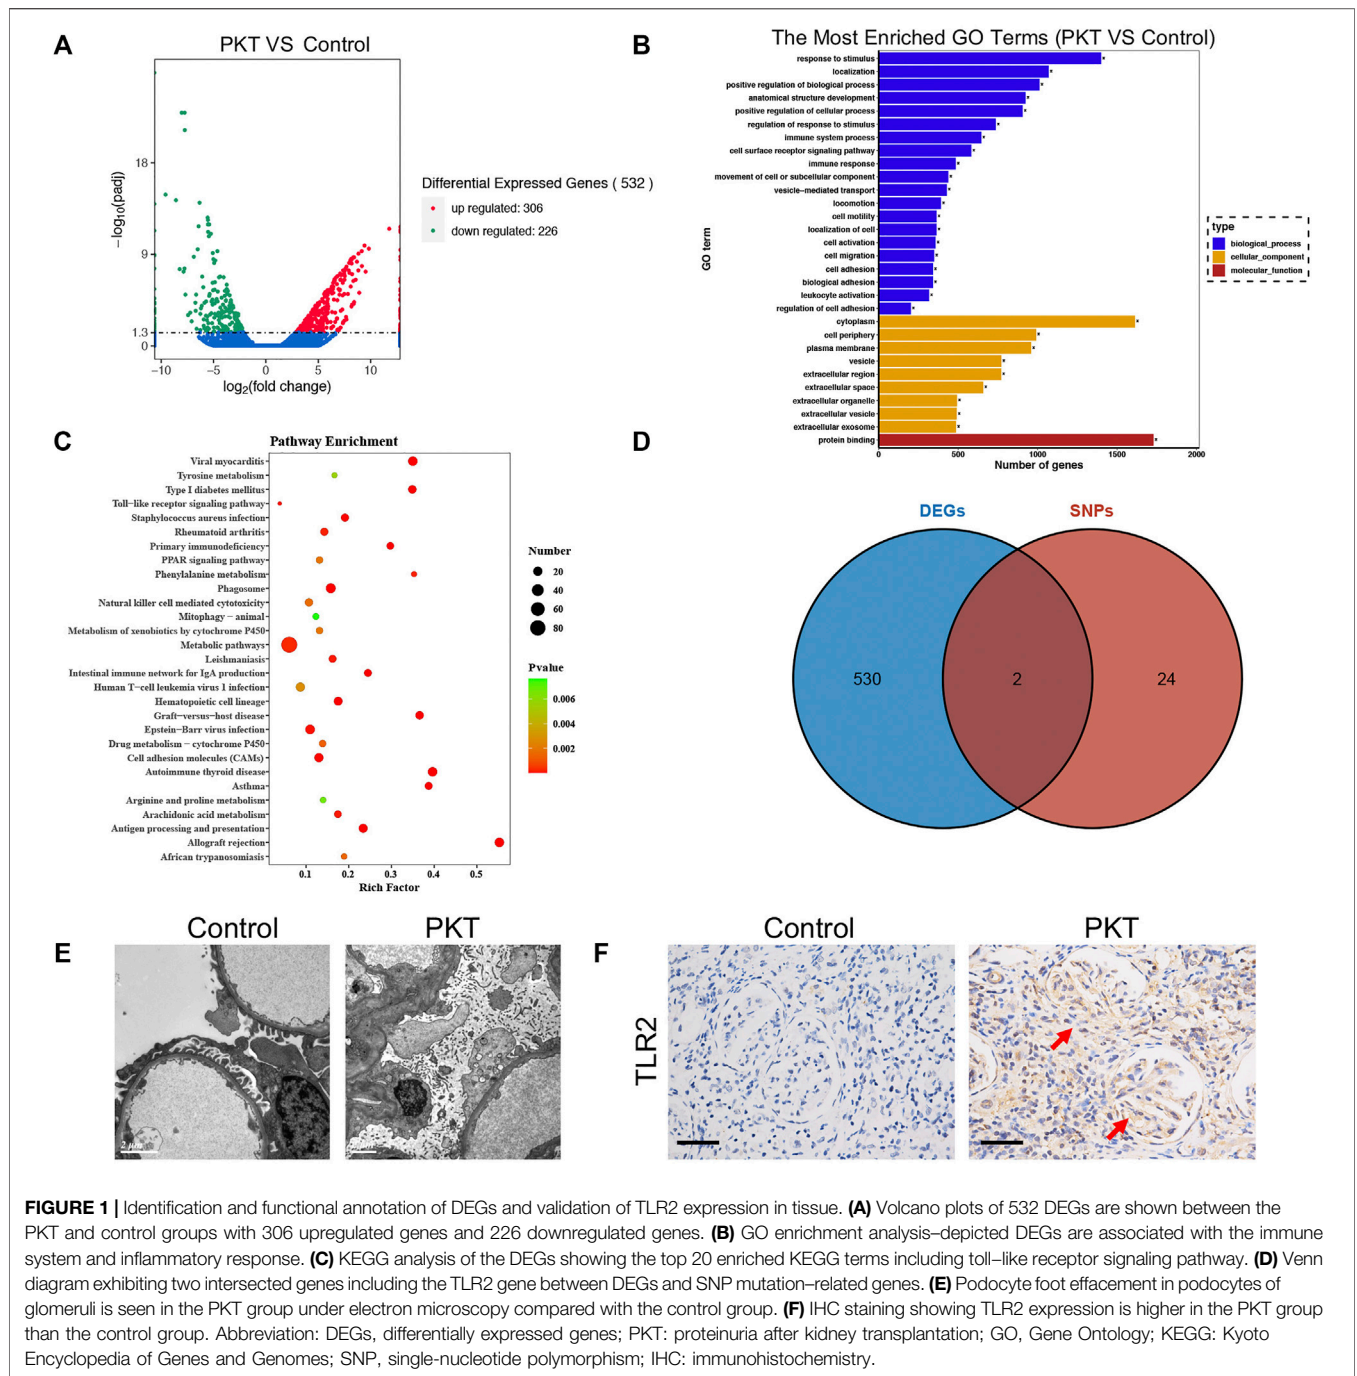 A
PKT VS Control
−log10(padj)
18
9
1.3
0
−10
−5
0
5
10
log2(fold change)
Differential Expressed Genes ( 532 )
up regulated: 306
down regulated: 226
B
The Most Enriched GO Terms (PKT VS Control)
GO term
response to stimulus
localization
positive regulation of biological process
anatomical structure development
positive regulation of cellular process
regulation of response to stimulus
immune system process
cell surface receptor signaling pathway
immune response
movement of cell or subcellular component
vesicle−mediated transport
locomotion
cell motility
localization of cell
cell activation
cell migration
cell adhesion
biological adhesion
leukocyte activation
regulation of cell adhesion
cytoplasm
cell periphery
plasma membrane
vesicle
extracellular region
extracellular space
extracellular organelle
extracellular vesicle
extracellular exosome
protein binding
0
500
1000
1500
2000
Number of genes
type
biological_process
cellular_component
molecular_function
C
Pathway Enrichment
Viral myocarditis
Tyrosine metabolism
Type I diabetes mellitus
Toll−like receptor signaling pathway
Staphylococcus aureus infection
Rheumatoid arthritis
Primary immunodeficiency
PPAR signaling pathway
Phenylalanine metabolism
Phagosome
Natural killer cell mediated cytotoxicity
Mitophagy − animal
Metabolism of xenobiotics by cytochrome P450
Metabolic pathways
Leishmaniasis
Intestinal immune network for IgA production
Human T−cell leukemia virus 1 infection
Hematopoietic cell lineage
Graft−versus−host disease
Epstein−Barr virus infection
Drug metabolism − cytochrome P450
Cell adhesion molecules (CAMs)
Autoimmune thyroid disease
Asthma
Arginine and proline metabolism
Arachidonic acid metabolism
Antigen processing and presentation
Allograft rejection
African trypanosomiasis
0.1
0.2
0.3
0.4
0.5
Rich Factor
Number
20
40
60
80
Pvalue
0.006
0.004
0.002
D
DEGs
SNPs
530
2
24
E
Control
PKT
2 μm
F
Control
PKT
TLR2
FIGURE 1 | Identification and functional annotation of DEGs and validation of TLR2 expression in tissue. (A) Volcano plots of 532 DEGs are shown between the
PKT and control groups with 306 upregulated genes and 226 downregulated genes. (B) GO enrichment analysis–depicted DEGs are associated with the immune
system and inflammatory response. (C) KEGG analysis of the DEGs showing the top 20 enriched KEGG terms including toll–like receptor signaling pathway. (D) Venn
diagram exhibiting two intersected genes including the TLR2 gene between DEGs and SNP mutation–related genes. (E) Podocyte foot effacement in podocytes of
glomeruli is seen in the PKT group under electron microscopy compared with the control group. (F) IHC staining showing TLR2 expression is higher in the PKT group
than the control group. Abbreviation: DEGs, differentially expressed genes; PKT: proteinuria after kidney transplantation; GO, Gene Ontology; KEGG: Kyoto
Encyclopedia of Genes and Genomes; SNP, single-nucleotide polymorphism; IHC: immunohistochemistry.